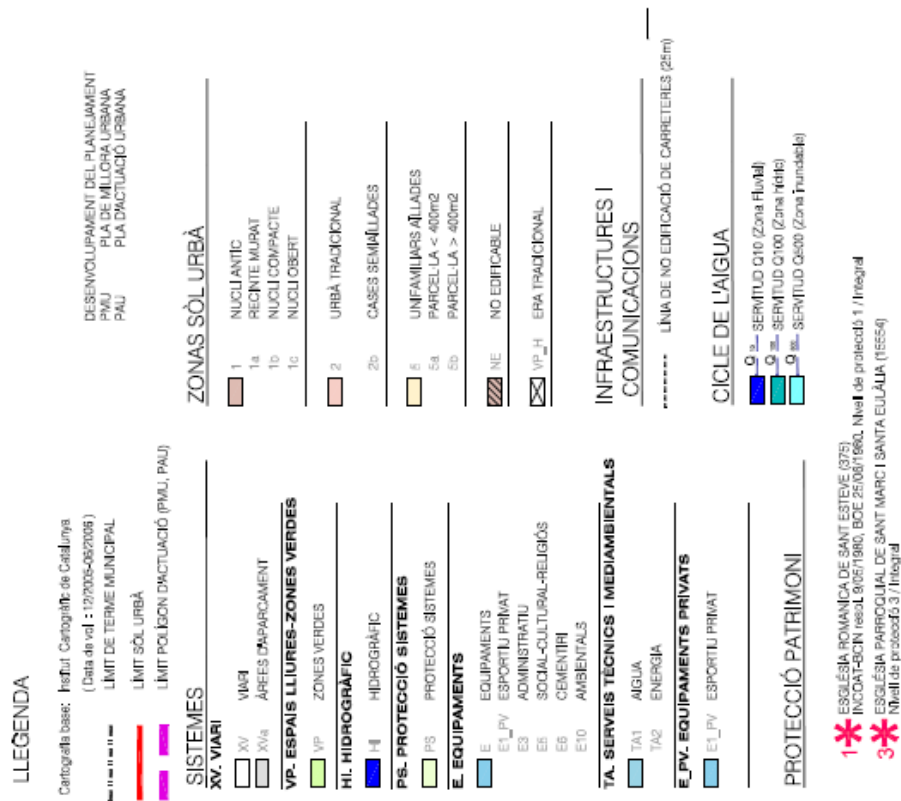 LLEGENDA
Cartografia base: Institut Cartogràfic de Catalunya
(Data de vol : 12/2005-06/2006)
LÍMIT DE TERME MUNICIPAL
LÍMIT SÒL URBÀ
LÍMIT POLÍGON D'ACTUACIÓ (PMU, PAU)
SISTEMES
XV. VIARI
XV VIARI
XVa ÀREES D'APARCAMENT
VP- ESPAIS LLIURES-ZONES VERDES
VP ZONES VERDES
HI. HIDROGRÀFIC
HI HIDROGRÀFIC
PS- PROTECCIÓ SISTEMES
PS PROTECCIÓ SISTEMES
E. EQUIPAMENTS
E EQUIPAMENTS
E1_PV ESPORTIU PRIVAT
E3 ADMINISTRATIU
E5 SOCIAL-CULTURAL-RELIGIÓS
E6 CEMENTIRI
E10 AMBIENTALS
TA. SERVEIS TÈCNICS I MEDIAMBIENTALS
TA1 AIGUA
TA2 ENERGIA
E_PV- EQUIPAMENTS PRIVATS
E1_PV ESPORTIU PRIVAT
PROTECCIÓ PATRIMONI
1 ESGLÉSIA ROMÀNICA DE SANT ESTEVE (375)
INCOAT-BCIN resol. 9/05/1980, BOE 25/06/1980, Nivell de protecció 1 / Integral
3 ESGLÉSIA PARROQUIAL DE SANT MARC I SANTA EULÀLIA (15554)
Nivell de protecció 3 / Integral
DESENVOLUPAMENT DEL PLANEJAMENT
PMU PLA DE MILLORA URBANA
PAU PLA D'ACTUACIÓ URBANA
ZONAS SÒL URBÀ
1 NUCLI ANTIC
1a RECINTE MURAT
1b NUCLI COMPACTE
1c NUCLI OBERT
2 URBÀ TRADICIONAL
2b CASES SEMIAÏLLADES
5 UNIFAMILIARS AÏLLADES
5a PARCEL·LA < 400m2
5b PARCEL·LA > 400m2
NE NO EDIFICABLE
VP_H ERA TRADICIONAL
INFRAESTRUCTURES I
COMUNICACIONS
LÍNIA DE NO EDIFICACIÓ DE CARRETERES (25m)
CICLE DE L'AIGUA
Q 10 SERVITUD Q10 (Zona Fluvial)
Q 100 SERVITUD Q100 (Zona hídric)
Q 500 SERVITUD Q500 (Zona inundable)